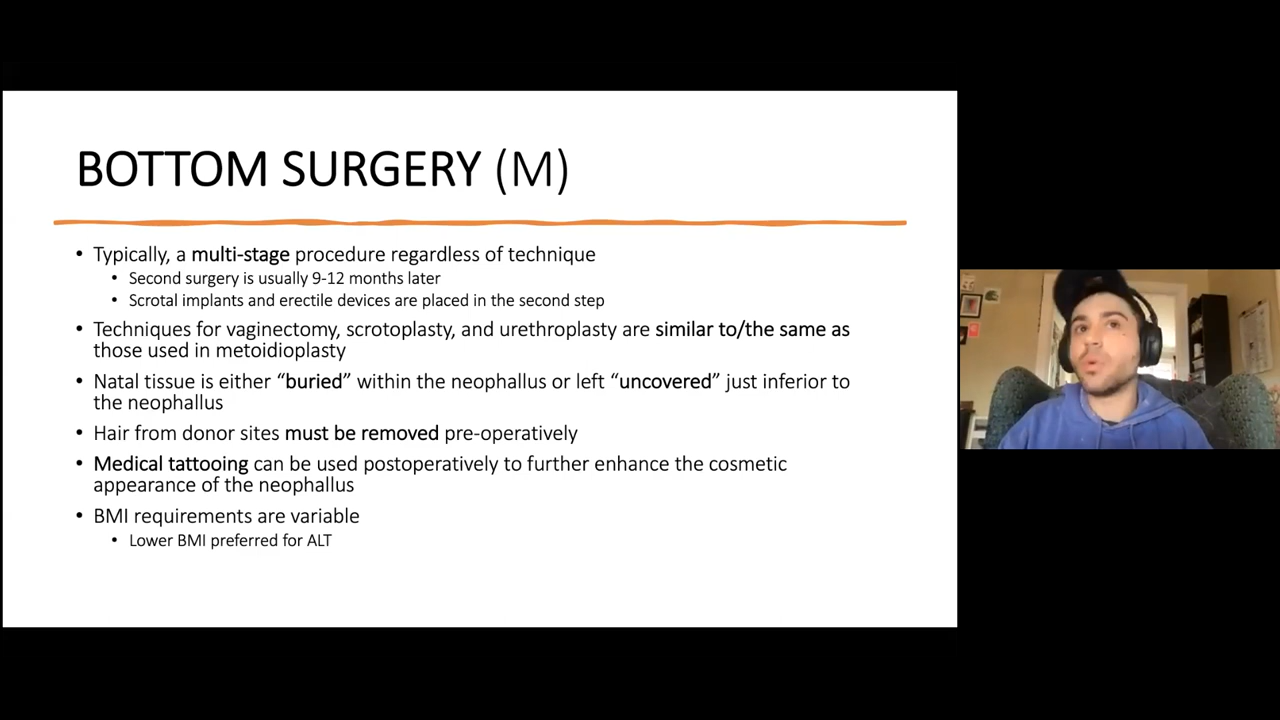 BOTTOM SURGERY (M)
• Typically, a multi-stage procedure regardless of technique
• Second surgery is usually 9-12 months later
• Scrotal implants and erectile devices are placed in the second step
• Techniques for vaginectomy, scrotoplasty, and urethroplasty are similar to/the same as
those used in metoidioplasty
• Natal tissue is either “buried” within the neophallus or left “uncovered” just inferior to
the neophallus
• Hair from donor sites must be removed pre-operatively
• Medical tattooing can be used postoperatively to further enhance the cosmetic
appearance of the neophallus
• BMI requirements are variable
• Lower BMI preferred for ALT